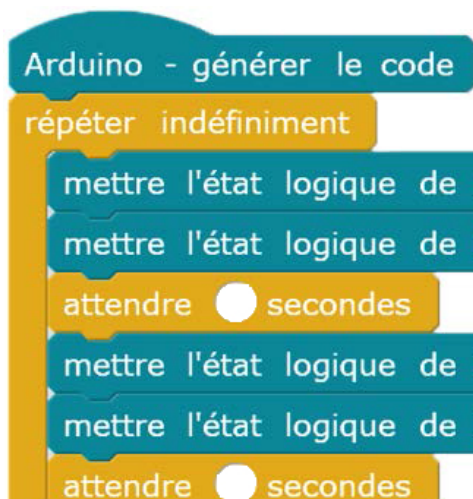 Arduino - générer le code
répéter indéfiniment
mettre l'état logique de
mettre l'état logique de
attendre secondes
mettre l'état logique de
mettre l'état logique de
attendre secondes